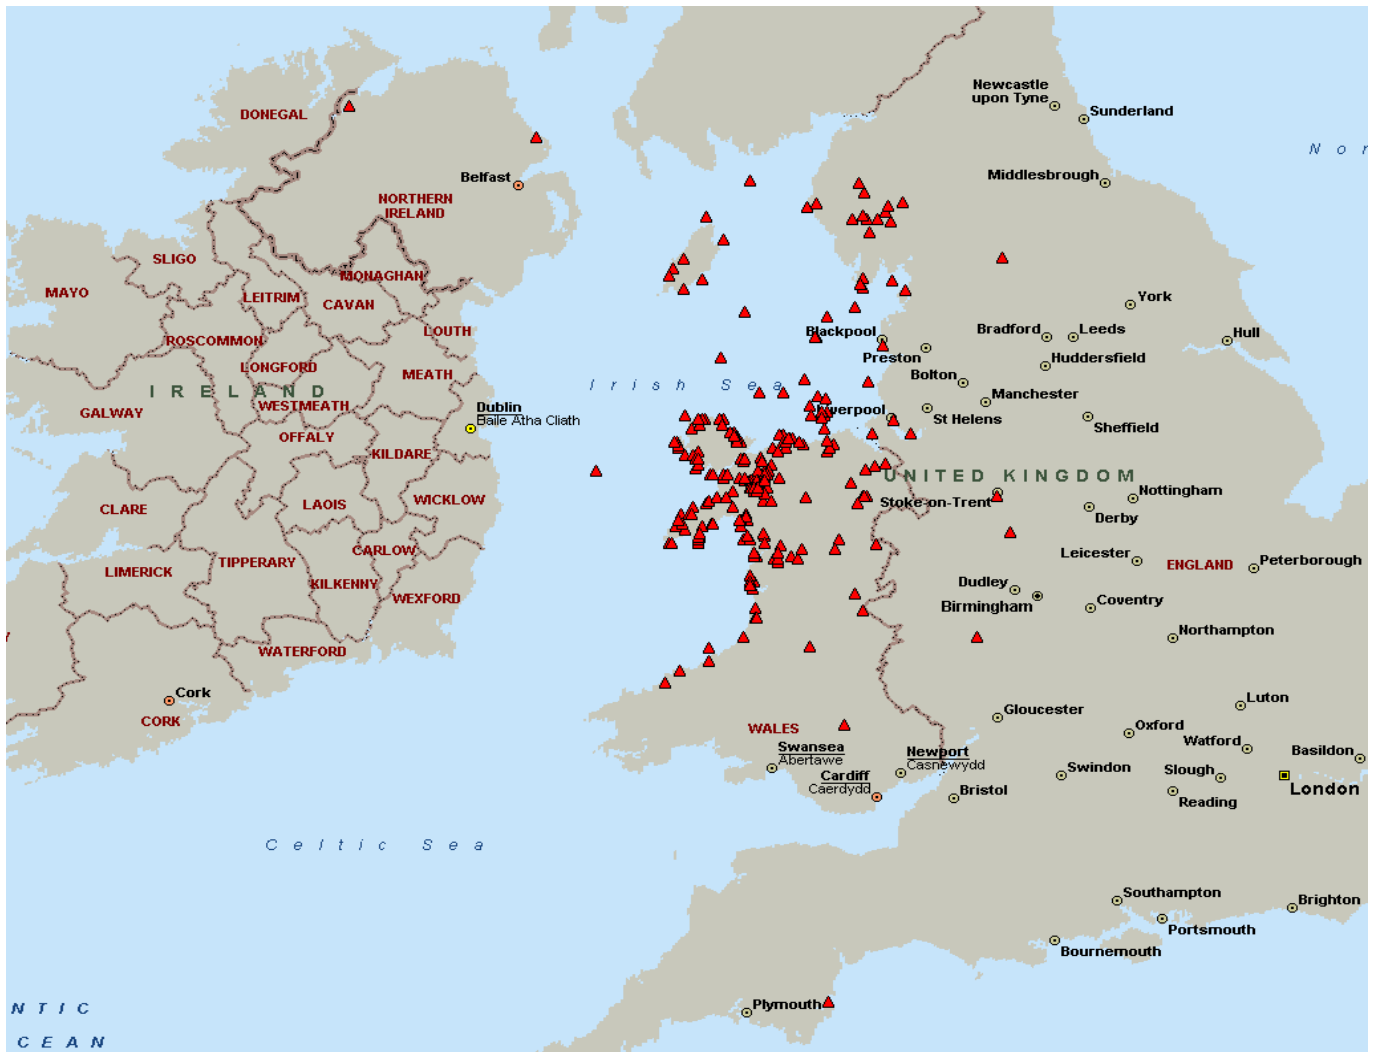 Newcastle
upon Tyne
Sunderland
DONEGAL
N o r
Belfast
Middlesbrough
NORTHERN
IRELAND
SLIGO
MONAGHAN
MAYO
LEITRIM
CAVAN
York
Blackpool
Bradford
Leeds
Hull
LOUTH
ROSCOMMON
Preston
Huddersfield
LONGFORD
MEATH
Bolton
I R E L A N D
I r i s h S e a
Manchester
WESTMEATH
Dublin
Baile Atha Cliath
GALWAY
verpool
St Helens
Sheffield
OFFALY
KILDARE
UNITED KINGDOM
Nottingham
WICKLOW
CLARE
LAOIS
Stoke-on-Trent
Derby
CARLOW
Leicester
Peterborough
TIPPERARY
ENGLAND
LIMERICK
KILKENNY
Dudley
WEXFORD
Birmingham
Coventry
Northampton
Y
WATERFORD
Cork
CORK
Gloucester
Luton
WALES
Oxford
Watford
Swansea
Abertawe
Newport
Casnewydd
Basildon
Cardiff
Caerdydd
Swindon
Slough
London
Bristol
Reading
C e l t i c S e a
Southampton
Brighton
Portsmouth
Bournemouth
Plymouth
N T I C
C E A N